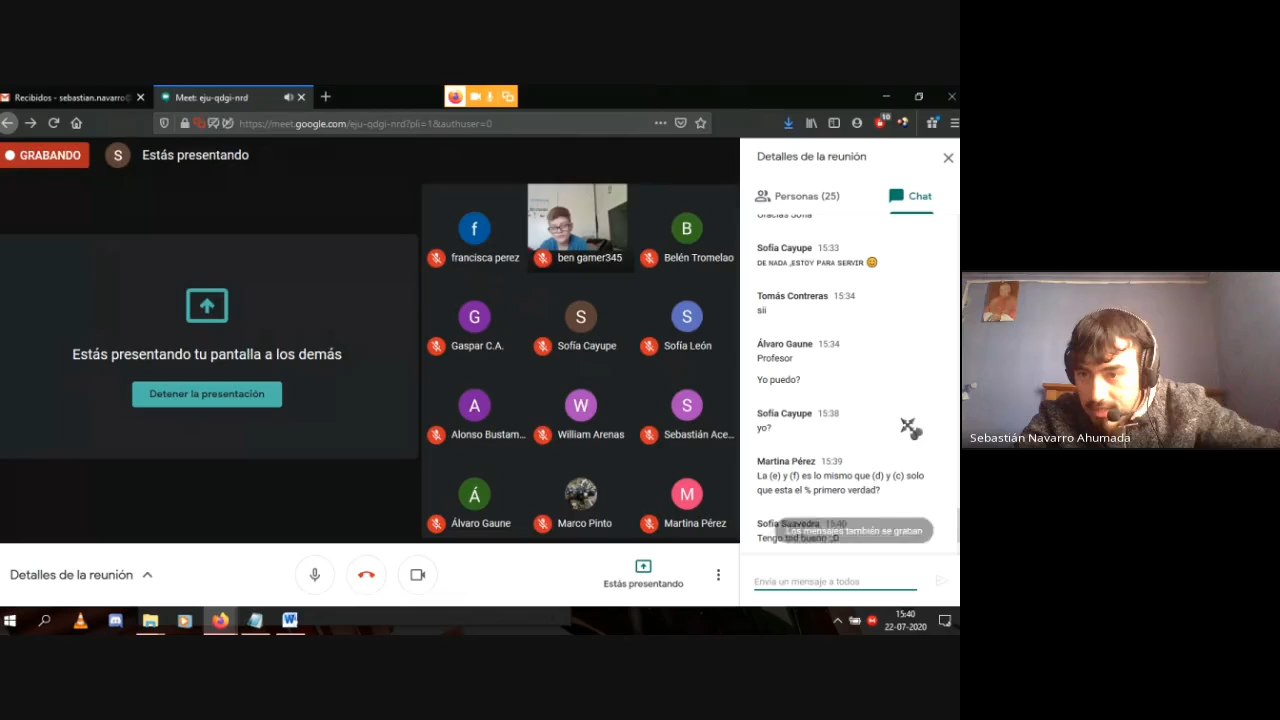 Recibidos - sebastian.navarro@
Meet: eju-qdgi-nrd
https://meet.google.com/eju-qdgi-nrd?pli=1&authuser=0
10
GRABANDO
S
Estás presentando
Detalles de la reunión
Personas (25)
Chat
Estás presentando tu pantalla a los demás
Detener la presentación
f
francisca perez
ben gamer345
B
Belén Tromelao
G
Gaspar C.A.
S
Sofía Cayupe
S
Sofía León
A
Alonso Bustam...
W
William Arenas
S
Sebastián Ace...
Á
Álvaro Gaune
Marco Pinto
M
Martina Pérez
Gracias Sofía
Sofía Cayupe 15:33
DE NADA ,ESTOY PARA SERVIR
Tomás Contreras 15:34
sii
Álvaro Gaune 15:34
Profesor
Yo puedo?
Sofía Cayupe 15:38
yo?
Martina Pérez 15:39
La (e) y (f) es lo mismo que (d) y (c) solo
que esta el % primero verdad?
Sofía Saavedra 15:40
Tengo tod bueno ;;D
Los mensajes también se graban
Envía un mensaje a todos
Detalles de la reunión
Estás presentando
15:40
22-07-2020
Sebastián Navarro Ahumada